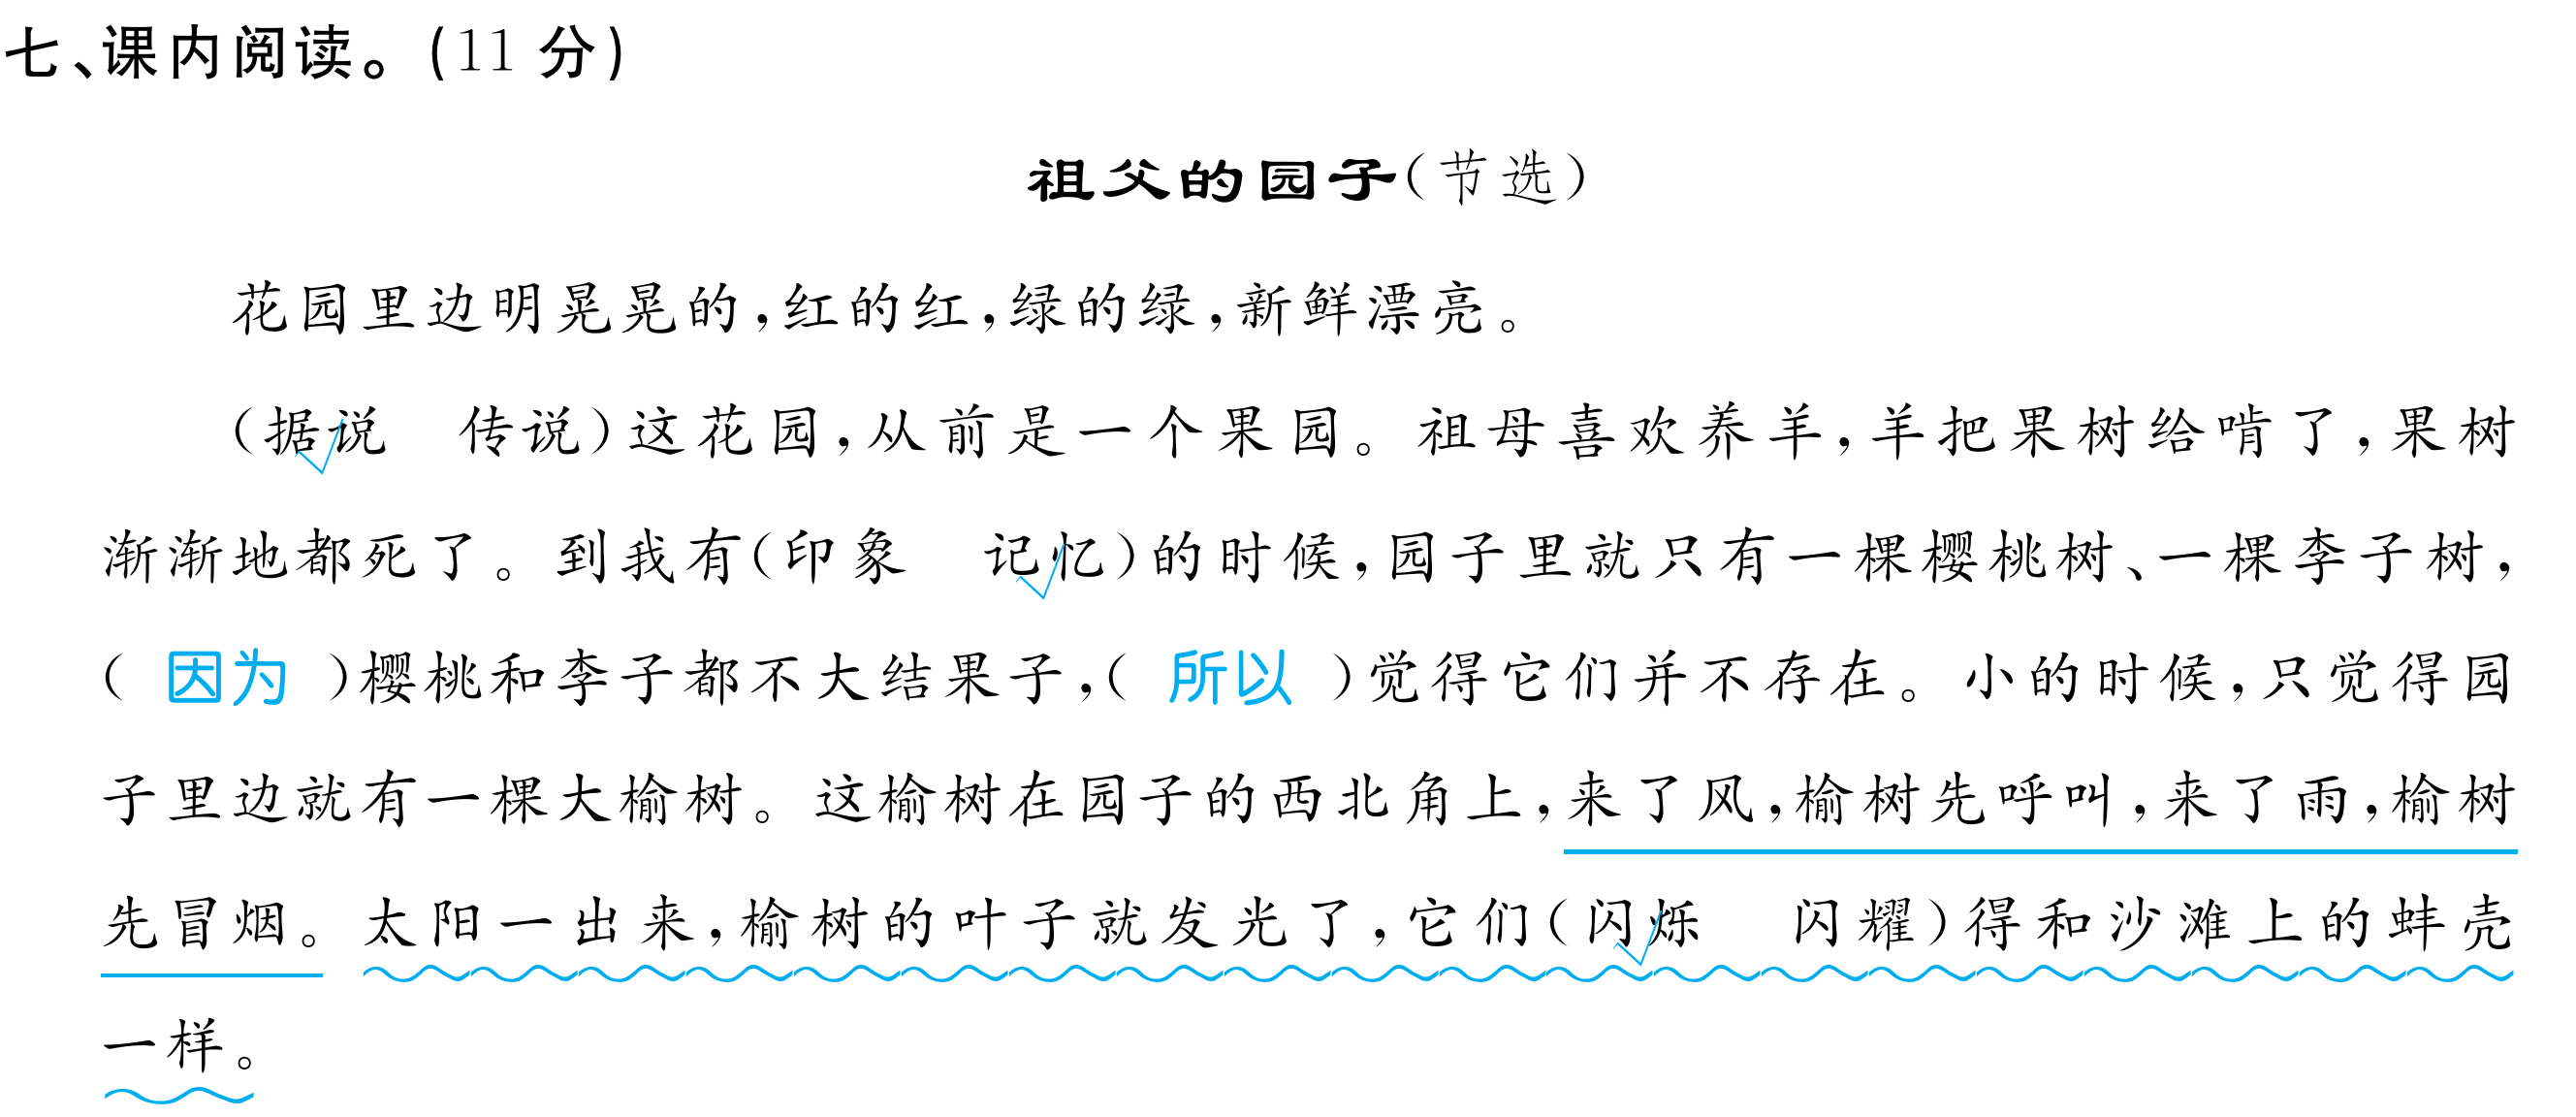 七、课内阅读。(11 分)
祖父的园子(节选)
花园里边明晃晃的,红的红,绿的绿,新鲜漂亮。
(据说 传说)这花园,从前是一个果园。祖母喜欢养羊,羊把果树给啃了,果树
渐渐地都死了。到我有(印象 记忆)的时候,园子里就只有一棵樱桃树、一棵李子树,
( 因为 )樱桃和李子都不大结果子,( 所以 )觉得它们并不存在。小的时候,只觉得园
子里边就有一棵大榆树。这榆树在园子的西北角上,来了风,榆树先呼叫,来了雨,榆树
先冒烟。太阳一出来,榆树的叶子就发光了,它们(闪烁 闪耀)得和沙滩上的蚌壳
一样。